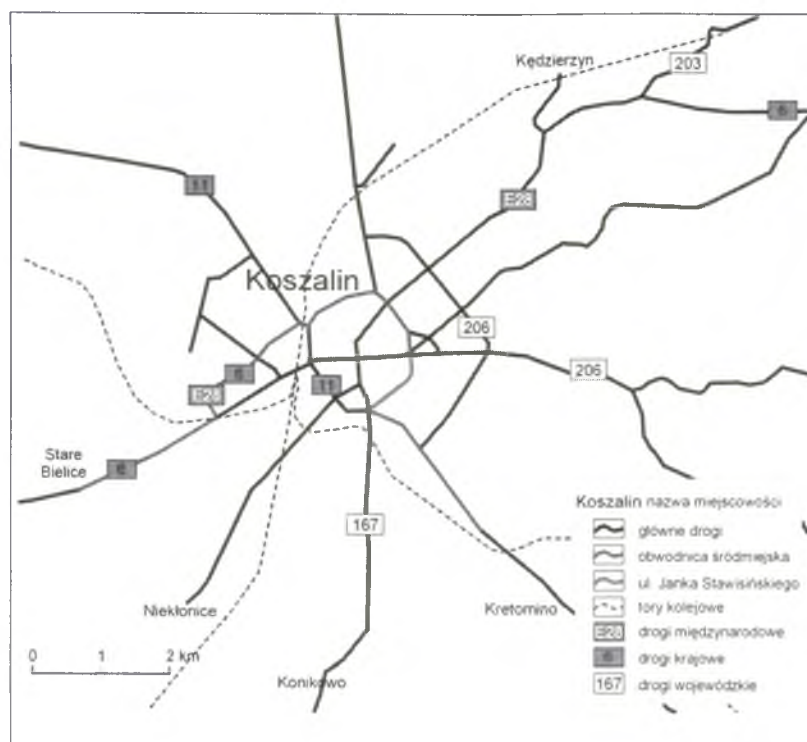 Kędzierzyn
203
6
11
E28
Koszalin
206
6
206
E28
11
Stare
Bielice
6
167
Niekłonice
Kretomino
Konikowo
0 1 2 km
Koszalin nazwa miejscowości
główne drogi
obwodnica śródmiejska
ul. Janka Stawisińskiego
tory kolejowe
E28 drogi międzynarodowe
6 drogi krajowe
167 drogi wojewódzkie